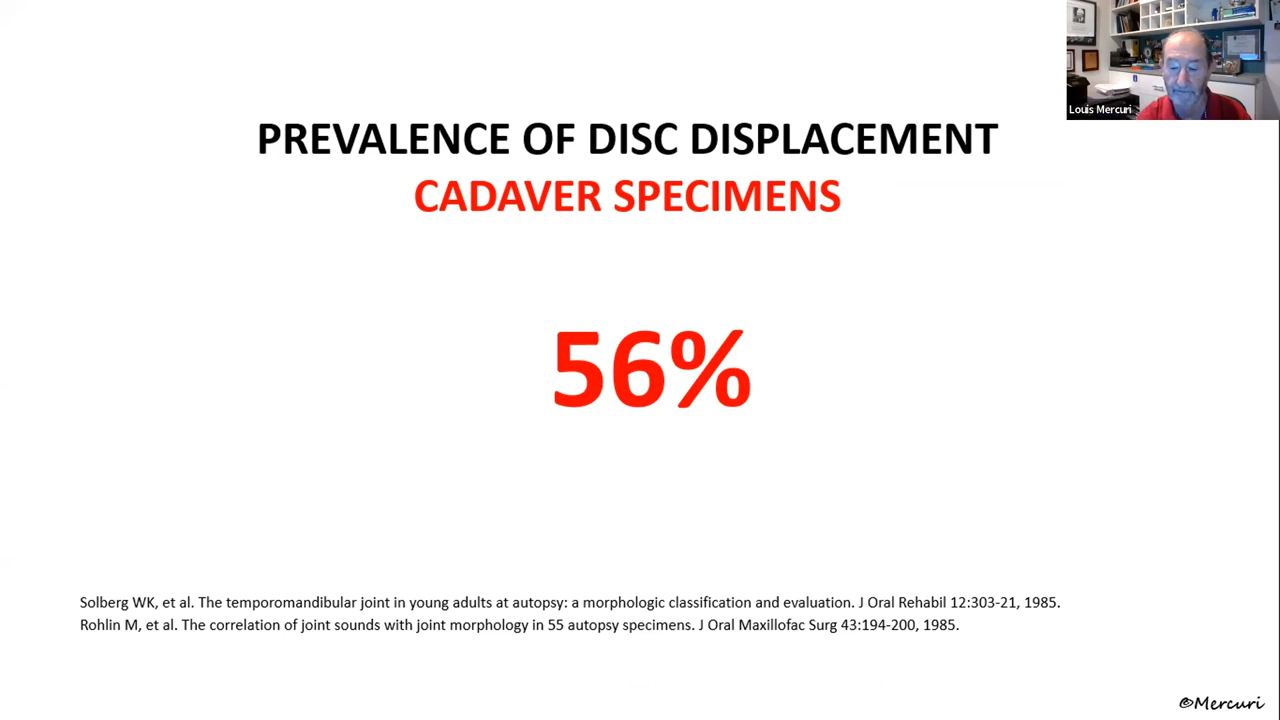 Louis Mercuri
PREVALENCE OF DISC DISPLACEMENT
CADAVER SPECIMENS
56%
Solberg WK, et al. The temporomandibular joint in young adults at autopsy: a morphologic classification and evaluation. J Oral Rehabil 12:303-21, 1985.
Rohlin M, et al. The correlation of joint sounds with joint morphology in 55 autopsy specimens. J Oral Maxillofac Surg 43:194-200, 1985.
©Mercuri